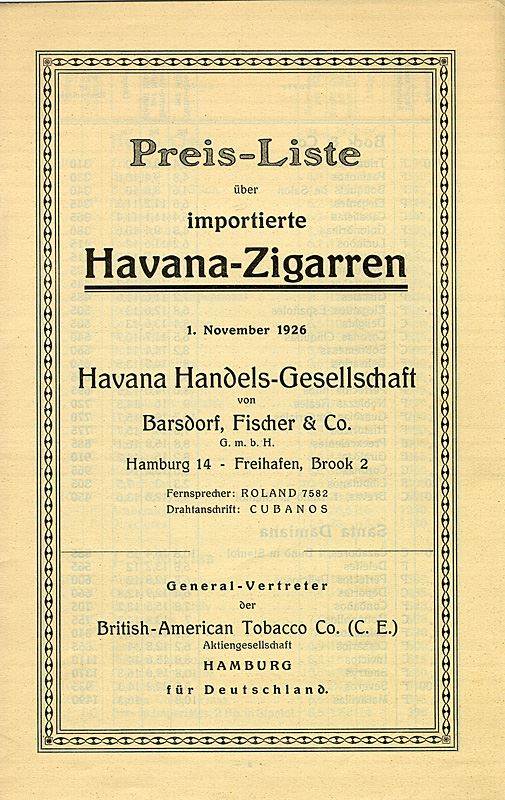 Preis-Liste
über
importierte
Havana-Zigarren
1. November 1926
Havana Handels-Gesellschaft
von
Barsdorf, Fischer & Co.
G. m. b. H.
Hamburg 14 - Freihafen, Brook 2
Fernsprecher: ROLAND 7582
Drahtanschrift: CUBANOS
General-Vertreter
der
British-American Tobacco Co. (C. E.)
Aktiengesellschaft
HAMBURG
für Deutschland.